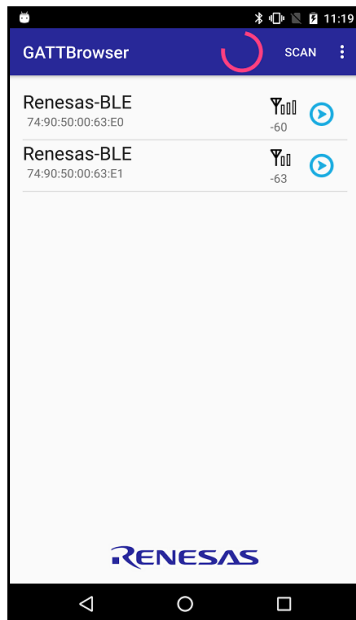 11:19
GATTBrowser SCAN
Renesas-BLE
74:90:50:00:63:E0
-60
Renesas-BLE
74:90:50:00:63:E1
-63
RENESAS